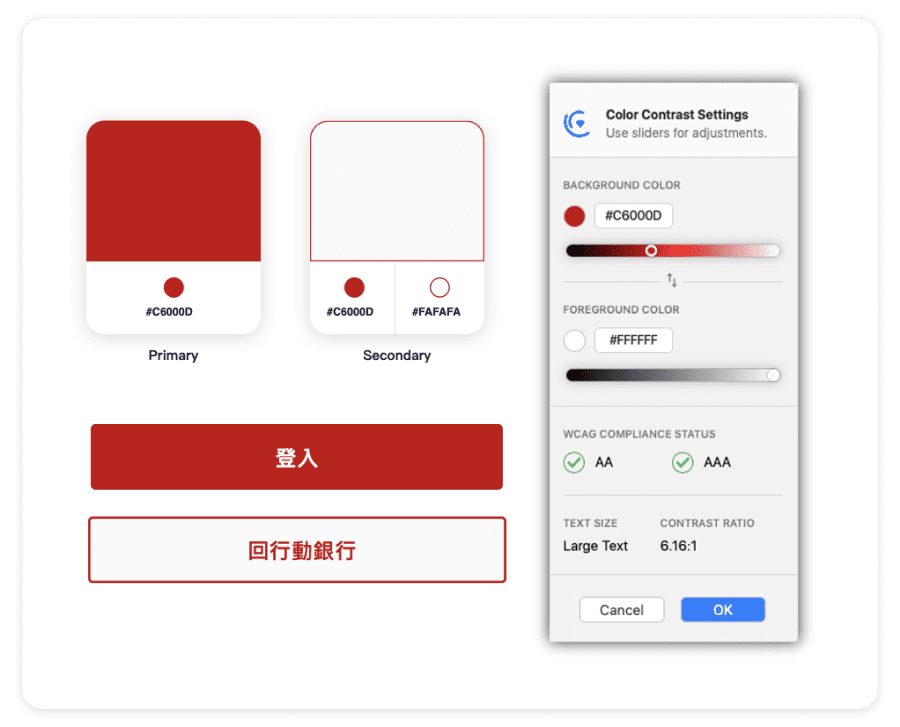 #C6000D
Primary
#C6000D
#FAFAFA
Secondary
登入
回行動銀行
Color Contrast Settings
Use sliders for adjustments.
BACKGROUND COLOR
#C6000D
FOREGROUND COLOR
#FFFFFF
WCAG COMPLIANCE STATUS
AA
AAA
TEXT SIZE
CONTRAST RATIO
Large Text
6.16:1
Cancel
OK